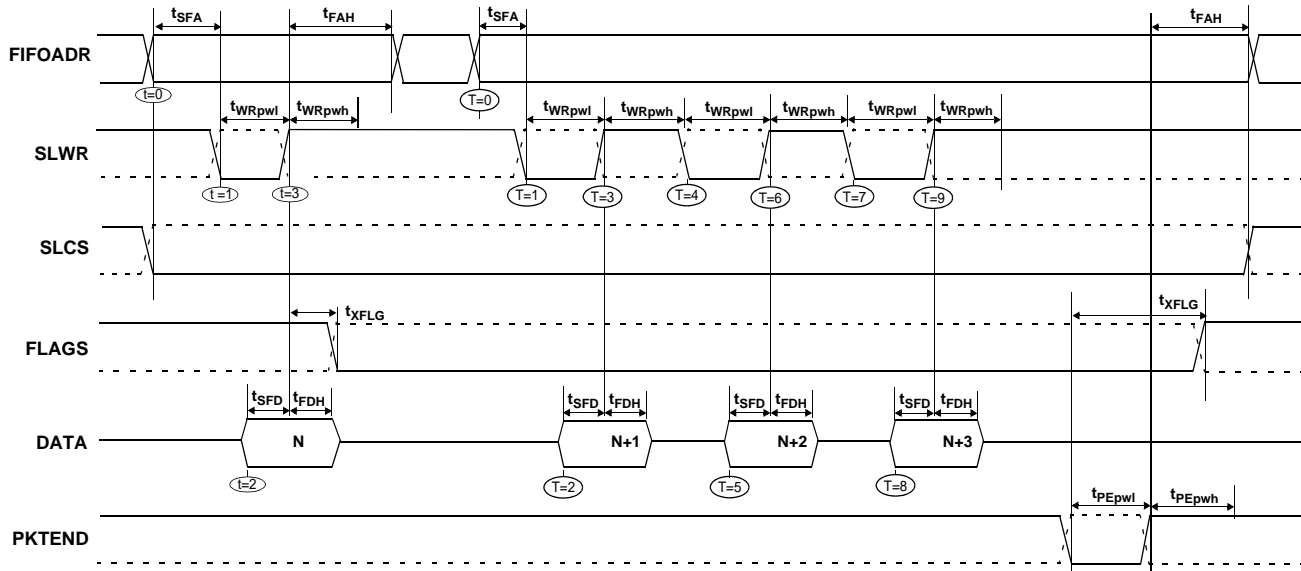 tSFA tFAH tSFA tFAH
FIFOADR
t=0 T=0
tWRpwl tWRpwh tWRpwl tWRpwh tWRpwl tWRpwh tWRpwl tWRpwh
SLWR
t=1 t=3 T=1 T=3 T=4 T=6 T=7 T=9
SLCS
tXFLG tXFLG
FLAGS
tSFD tFDH tSFD tFDH tSFD tFDH tSFD tFDH
DATA N N+1 N+2 N+3
t=2 T=2 T=5 T=8
tPEpwl tPEpwh
PKTEND